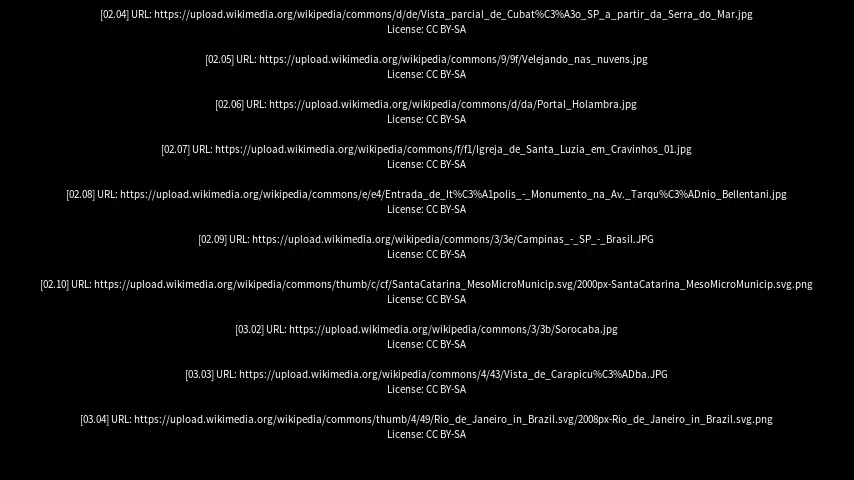 [02.04] URL: https://upload.wikimedia.org/wikipedia/commons/d/de/Vista_parcial_de_Cubat%C3%A3o_SP_a_partir_da_Serra_do_Mar.jpg
License: CC BY-SA
[02.05] URL: https://upload.wikimedia.org/wikipedia/commons/9/9f/Velejando_nas_nuvens.jpg
License: CC BY-SA
[02.06] URL: https://upload.wikimedia.org/wikipedia/commons/d/da/Portal_Holambra.jpg
License: CC BY-SA
[02.07] URL: https://upload.wikimedia.org/wikipedia/commons/f/f1/Igreja_de_Santa_Luzia_em_Cravinhos_01.jpg
License: CC BY-SA
[02.08] URL: https://upload.wikimedia.org/wikipedia/commons/e/e4/Entrada_de_It%C3%A1polis_-_Monumento_na_Av._Tarqu%C3%ADnio_Bellentani.jpg
License: CC BY-SA
[02.09] URL: https://upload.wikimedia.org/wikipedia/commons/3/3e/Campinas_-_SP_-_Brasil.JPG
License: CC BY-SA
[02.10] URL: https://upload.wikimedia.org/wikipedia/commons/thumb/c/cf/SantaCatarina_MesoMicroMunicip.svg/2000px-SantaCatarina_MesoMicroMunicip.svg.png
License: CC BY-SA
[03.02] URL: https://upload.wikimedia.org/wikipedia/commons/3/3b/Sorocaba.jpg
License: CC BY-SA
[03.03] URL: https://upload.wikimedia.org/wikipedia/commons/4/43/Vista_de_Carapicu%C3%ADba.JPG
License: CC BY-SA
[03.04] URL: https://upload.wikimedia.org/wikipedia/commons/thumb/4/49/Rio_de_Janeiro_in_Brazil.svg/2008px-Rio_de_Janeiro_in_Brazil.svg.png
License: CC BY-SA